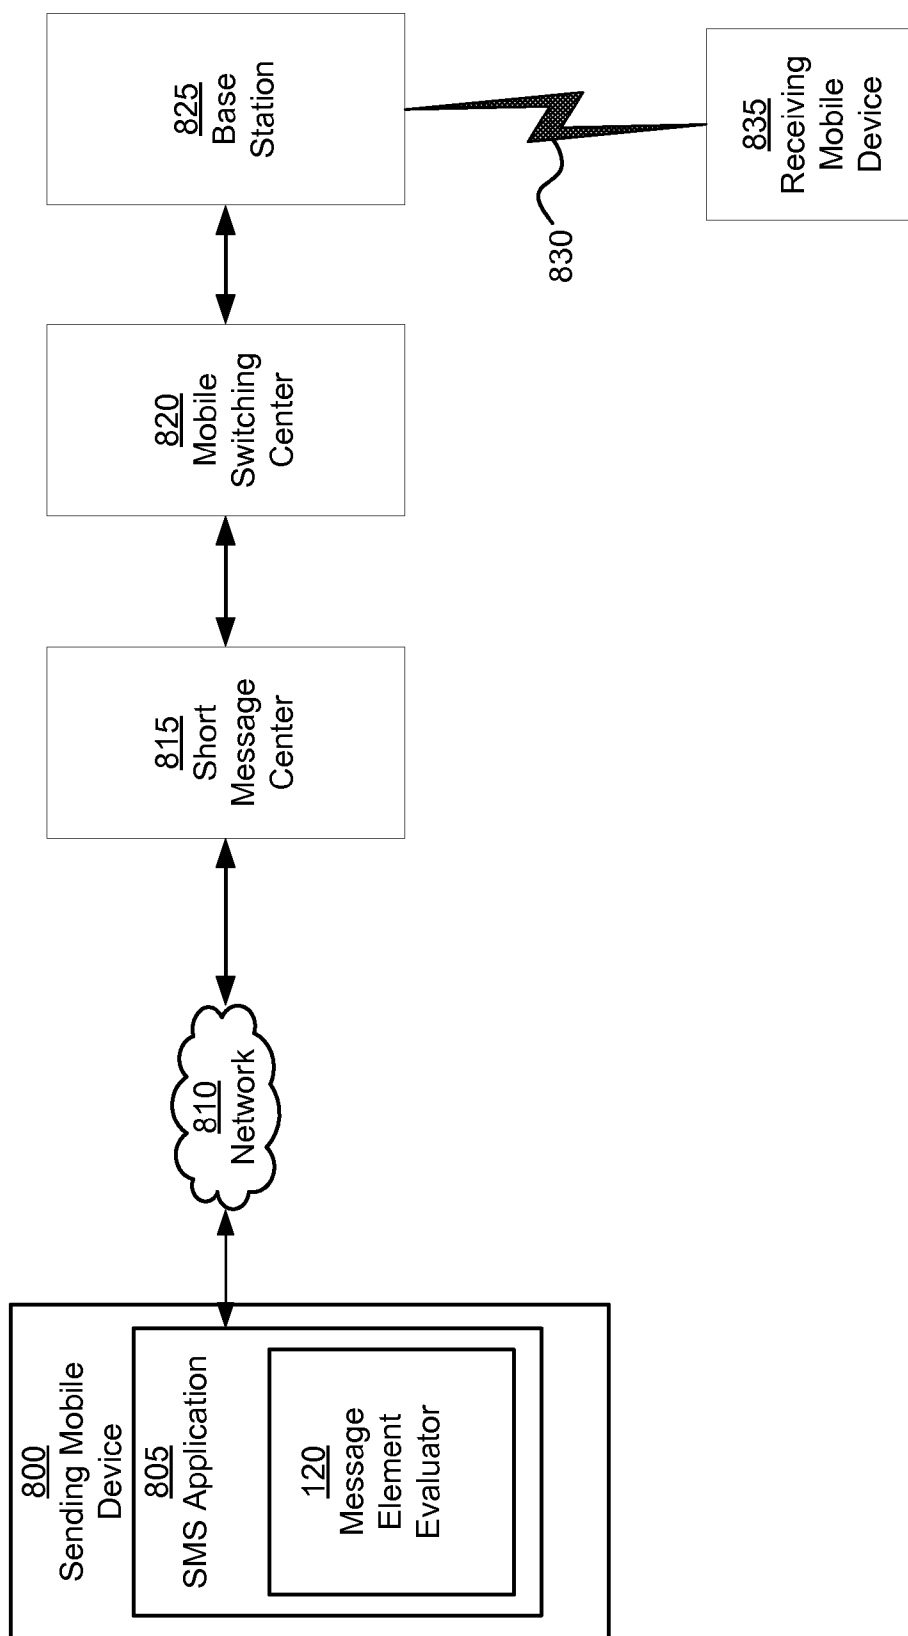 800
Sending Mobile
Device
805
SMS Application
120
Message
Element
Evaluator
810
Network
815
Short
Message
Center
820
Mobile
Switching
Center
825
Base
Station
830
835
Receiving
Mobile
Device